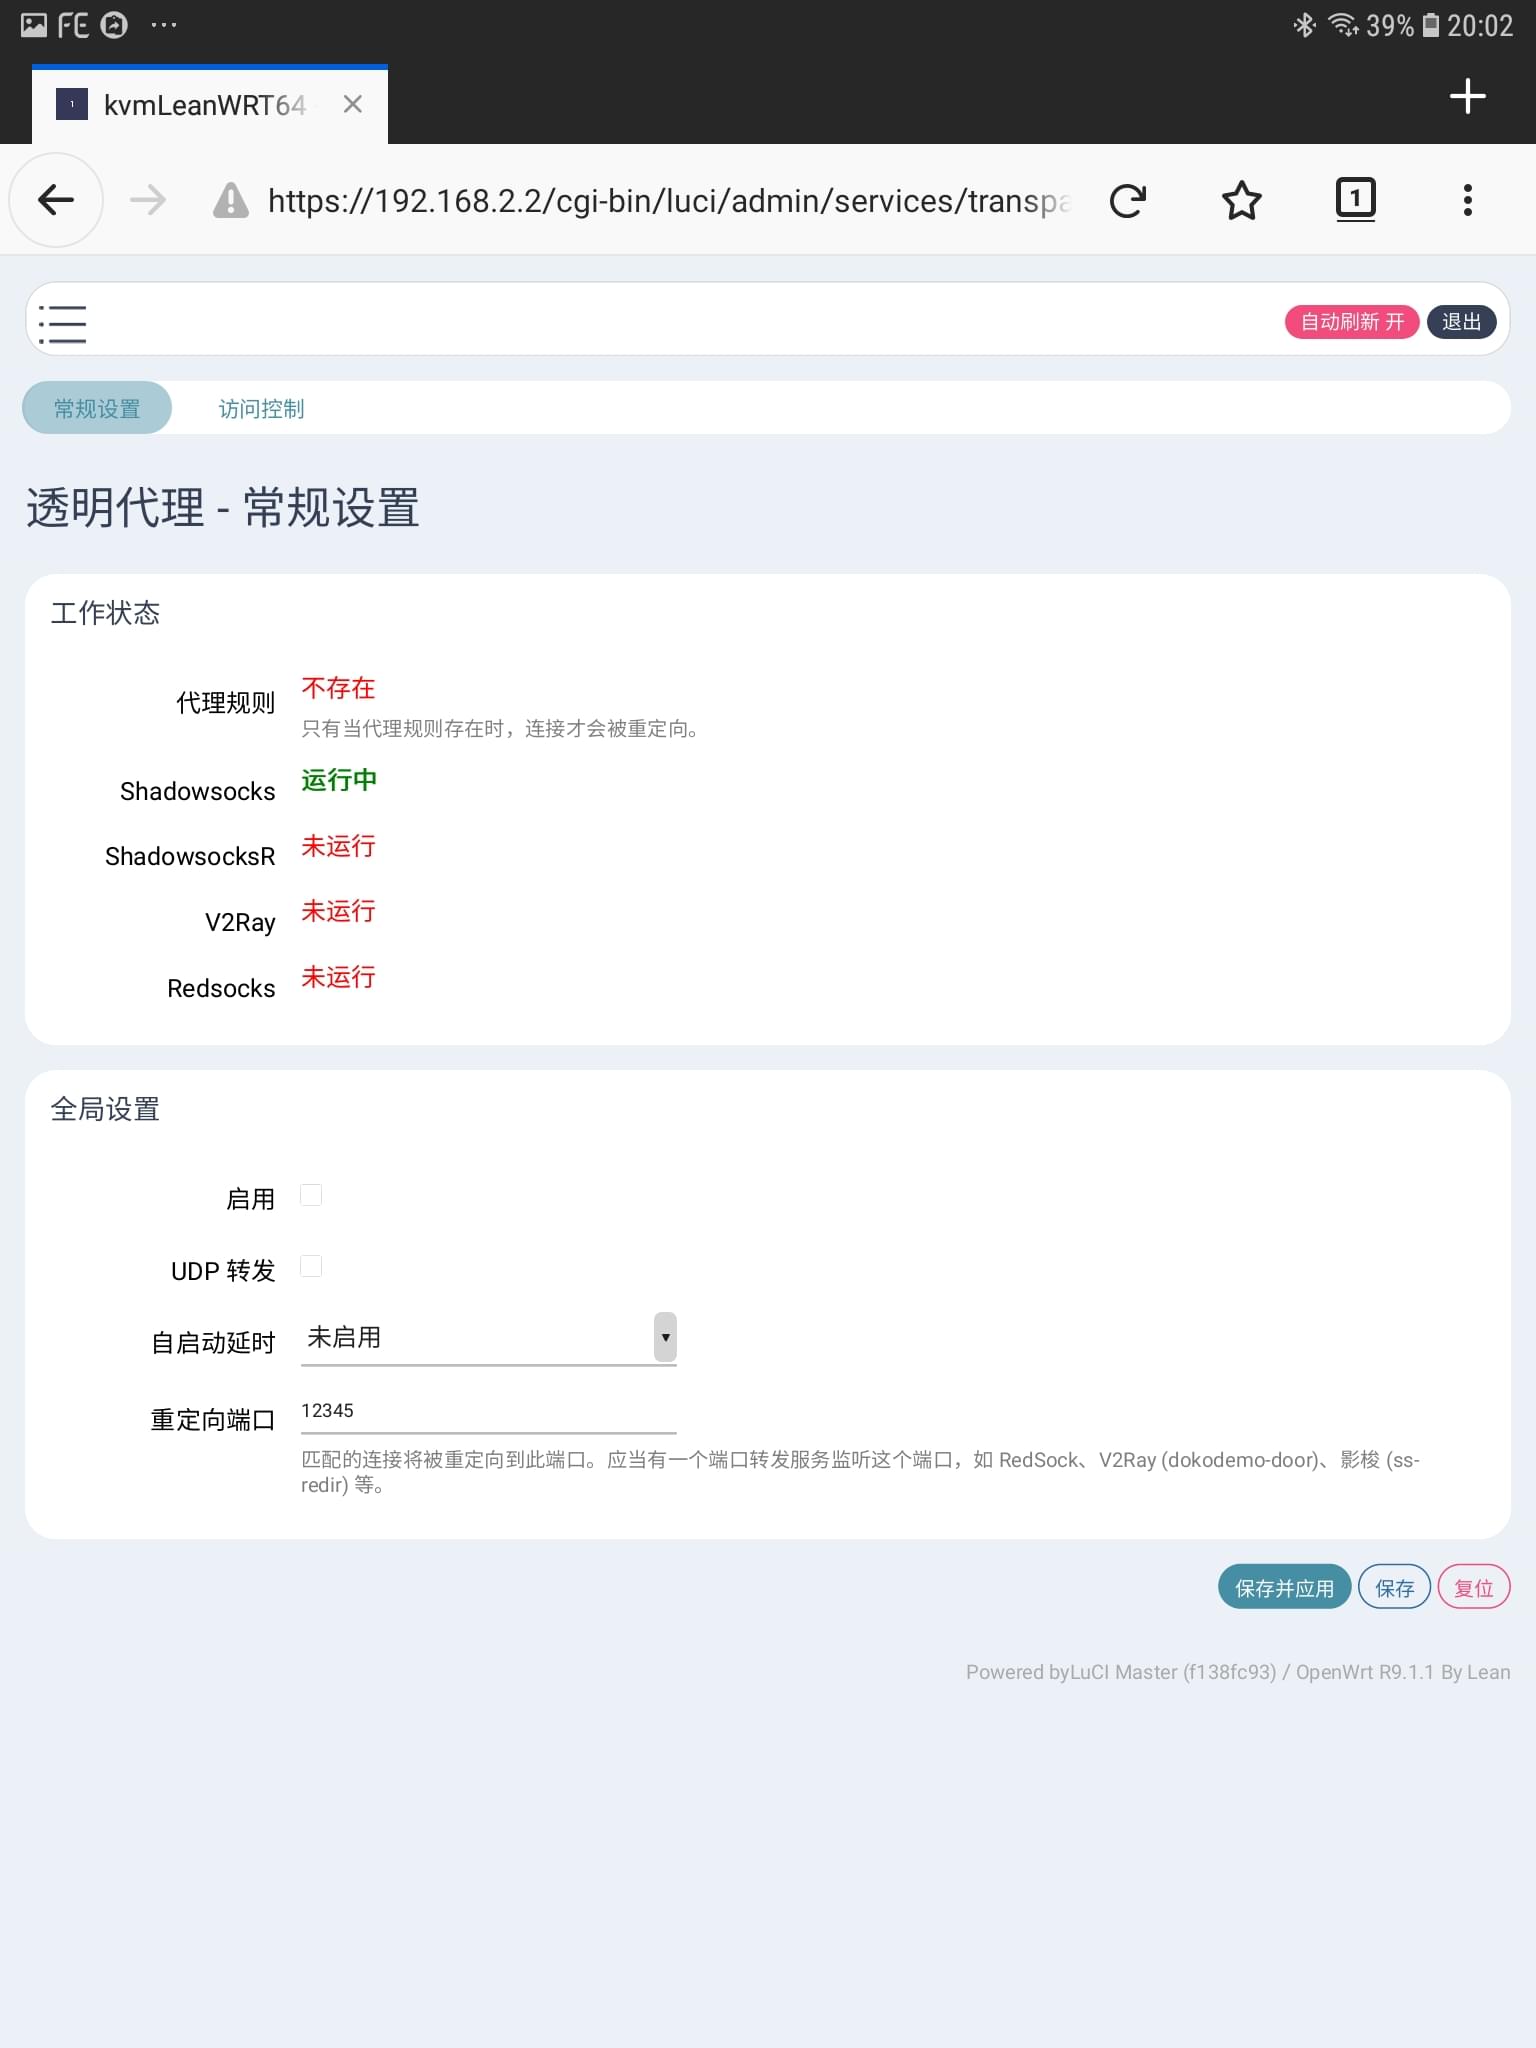 FE
39% 20:02
kvmLeanWRT64
https://192.168.2.2/cgi-bin/luci/admin/services/transpa
1
自动刷新 开 退出
常规设置 访问控制
透明代理 - 常规设置
工作状态
代理规则 不存在
只有当代理规则存在时，连接才会被重定向。
Shadowsocks 运行中
ShadowsocksR 未运行
V2Ray 未运行
Redsocks 未运行
全局设置
启用
UDP 转发
自启动延时 未启用
重定向端口 12345
匹配的连接将被重定向到此端口。应当有一个端口转发服务监听这个端口，如 RedSock、V2Ray (dokodemo-door)、影梭 (ss-
redir) 等。
保存并应用 保存 复位
Powered byLuCI Master (f138fc93) / OpenWrt R9.1.1 By Lean